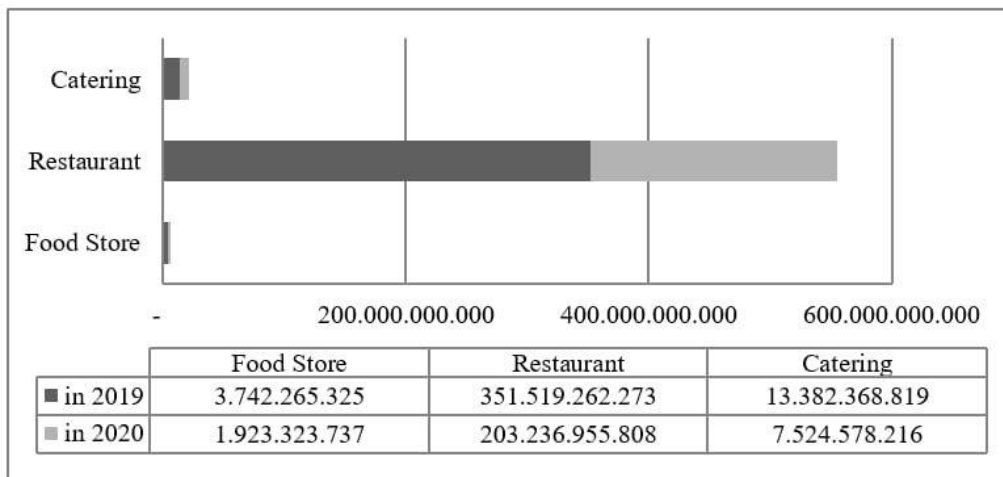 Catering
Restaurant
Food Store
- 200.000.000.000 400.000.000.000 600.000.000.000
Food Store Restaurant Catering
in 2019 3.742.265.325 351.519.262.273 13.382.368.819
in 2020 1.923.323.737 203.236.955.808 7.524.578.216